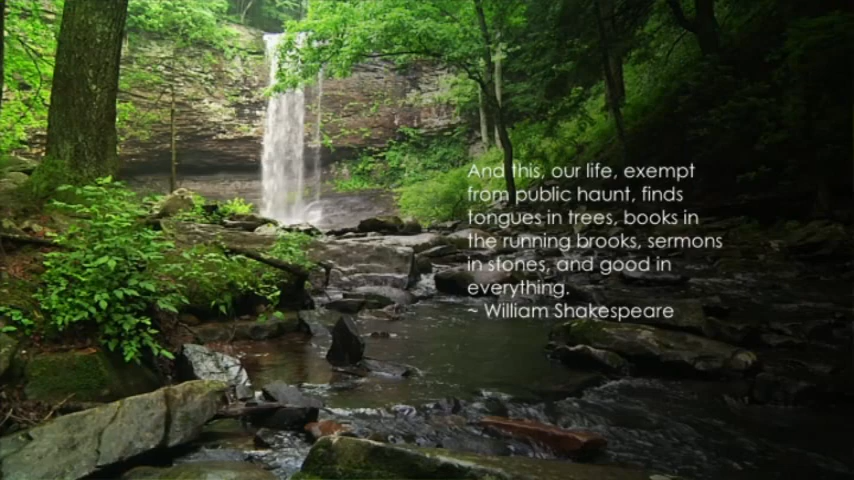 And this, our life, exempt
from public haunt, finds
tongues in trees, books in
the running brooks, sermons
in stones, and good in
everything.
William Shakespeare